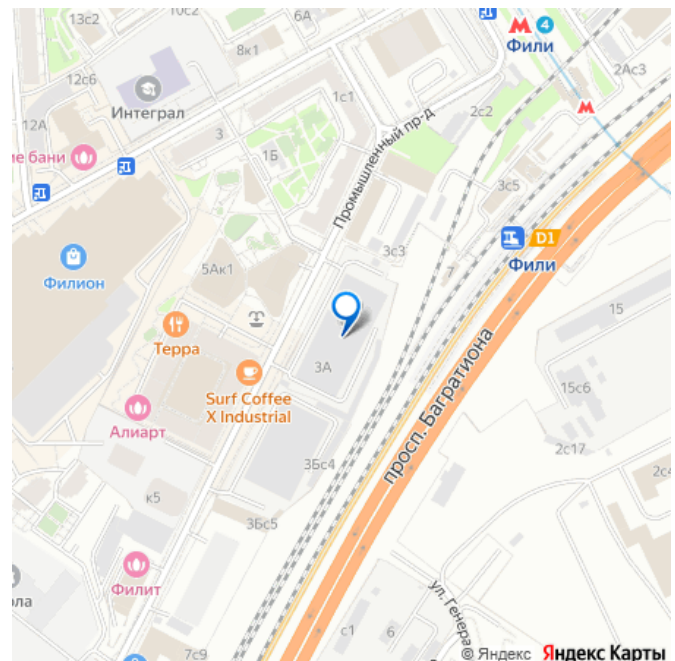 13с2
10с2
6А
8к1
М 4
Фили
2Ас3
12с6
Интеграл
1с1
2с2
М
12А
3
Промышленный пр-д
ие бани
1Б
3с5
3с3
D1
Фили
7
Филион
5Ак1
15
Терра
3А
просп. Багратиона
15с6
Surf Coffee
X Industrial
Алиарт
2с17
3Бс4
2с4
к5
3Бс5
Филит
ола
ул. Генера
с1
6
7с9
© Яндекс Яндекс Карты